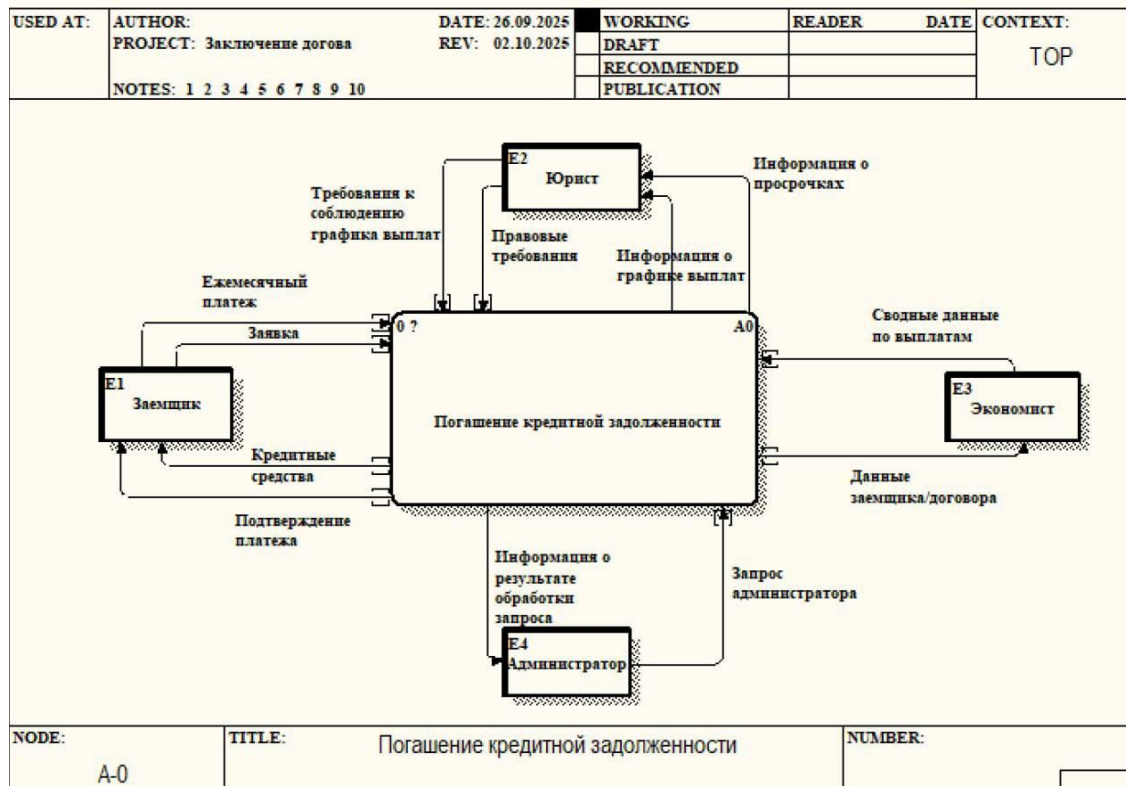 USED AT:
AUTHOR:
DATE: 26.09.2025
WORKING
READER
DATE
CONTEXT:
PROJECT: Заключение догова
REV: 02.10.2025
DRAFT
TOP
RECOMMENDED
NOTES: 1 2 3 4 5 6 7 8 9 10
PUBLICATION
E2
Юрист
Информация о
просрочках
Требования к
соблюдению
графика выплат
Правовые
требования
Информация о
графике выплат
Ежемесячный
платеж
Заявка
Сводные данные
по выплатам
0 ?
A0
Погашение кредитной задолженности
E1
Заемщик
E3
Экономист
Кредитные
средства
Данные
заемщика/договора
Подтверждение
платежа
Информация о
результате
обработки
запроса
Запрос
администратора
E4
Администратор
NODE:
A-0
TITLE:
Погашение кредитной задолженности
NUMBER: